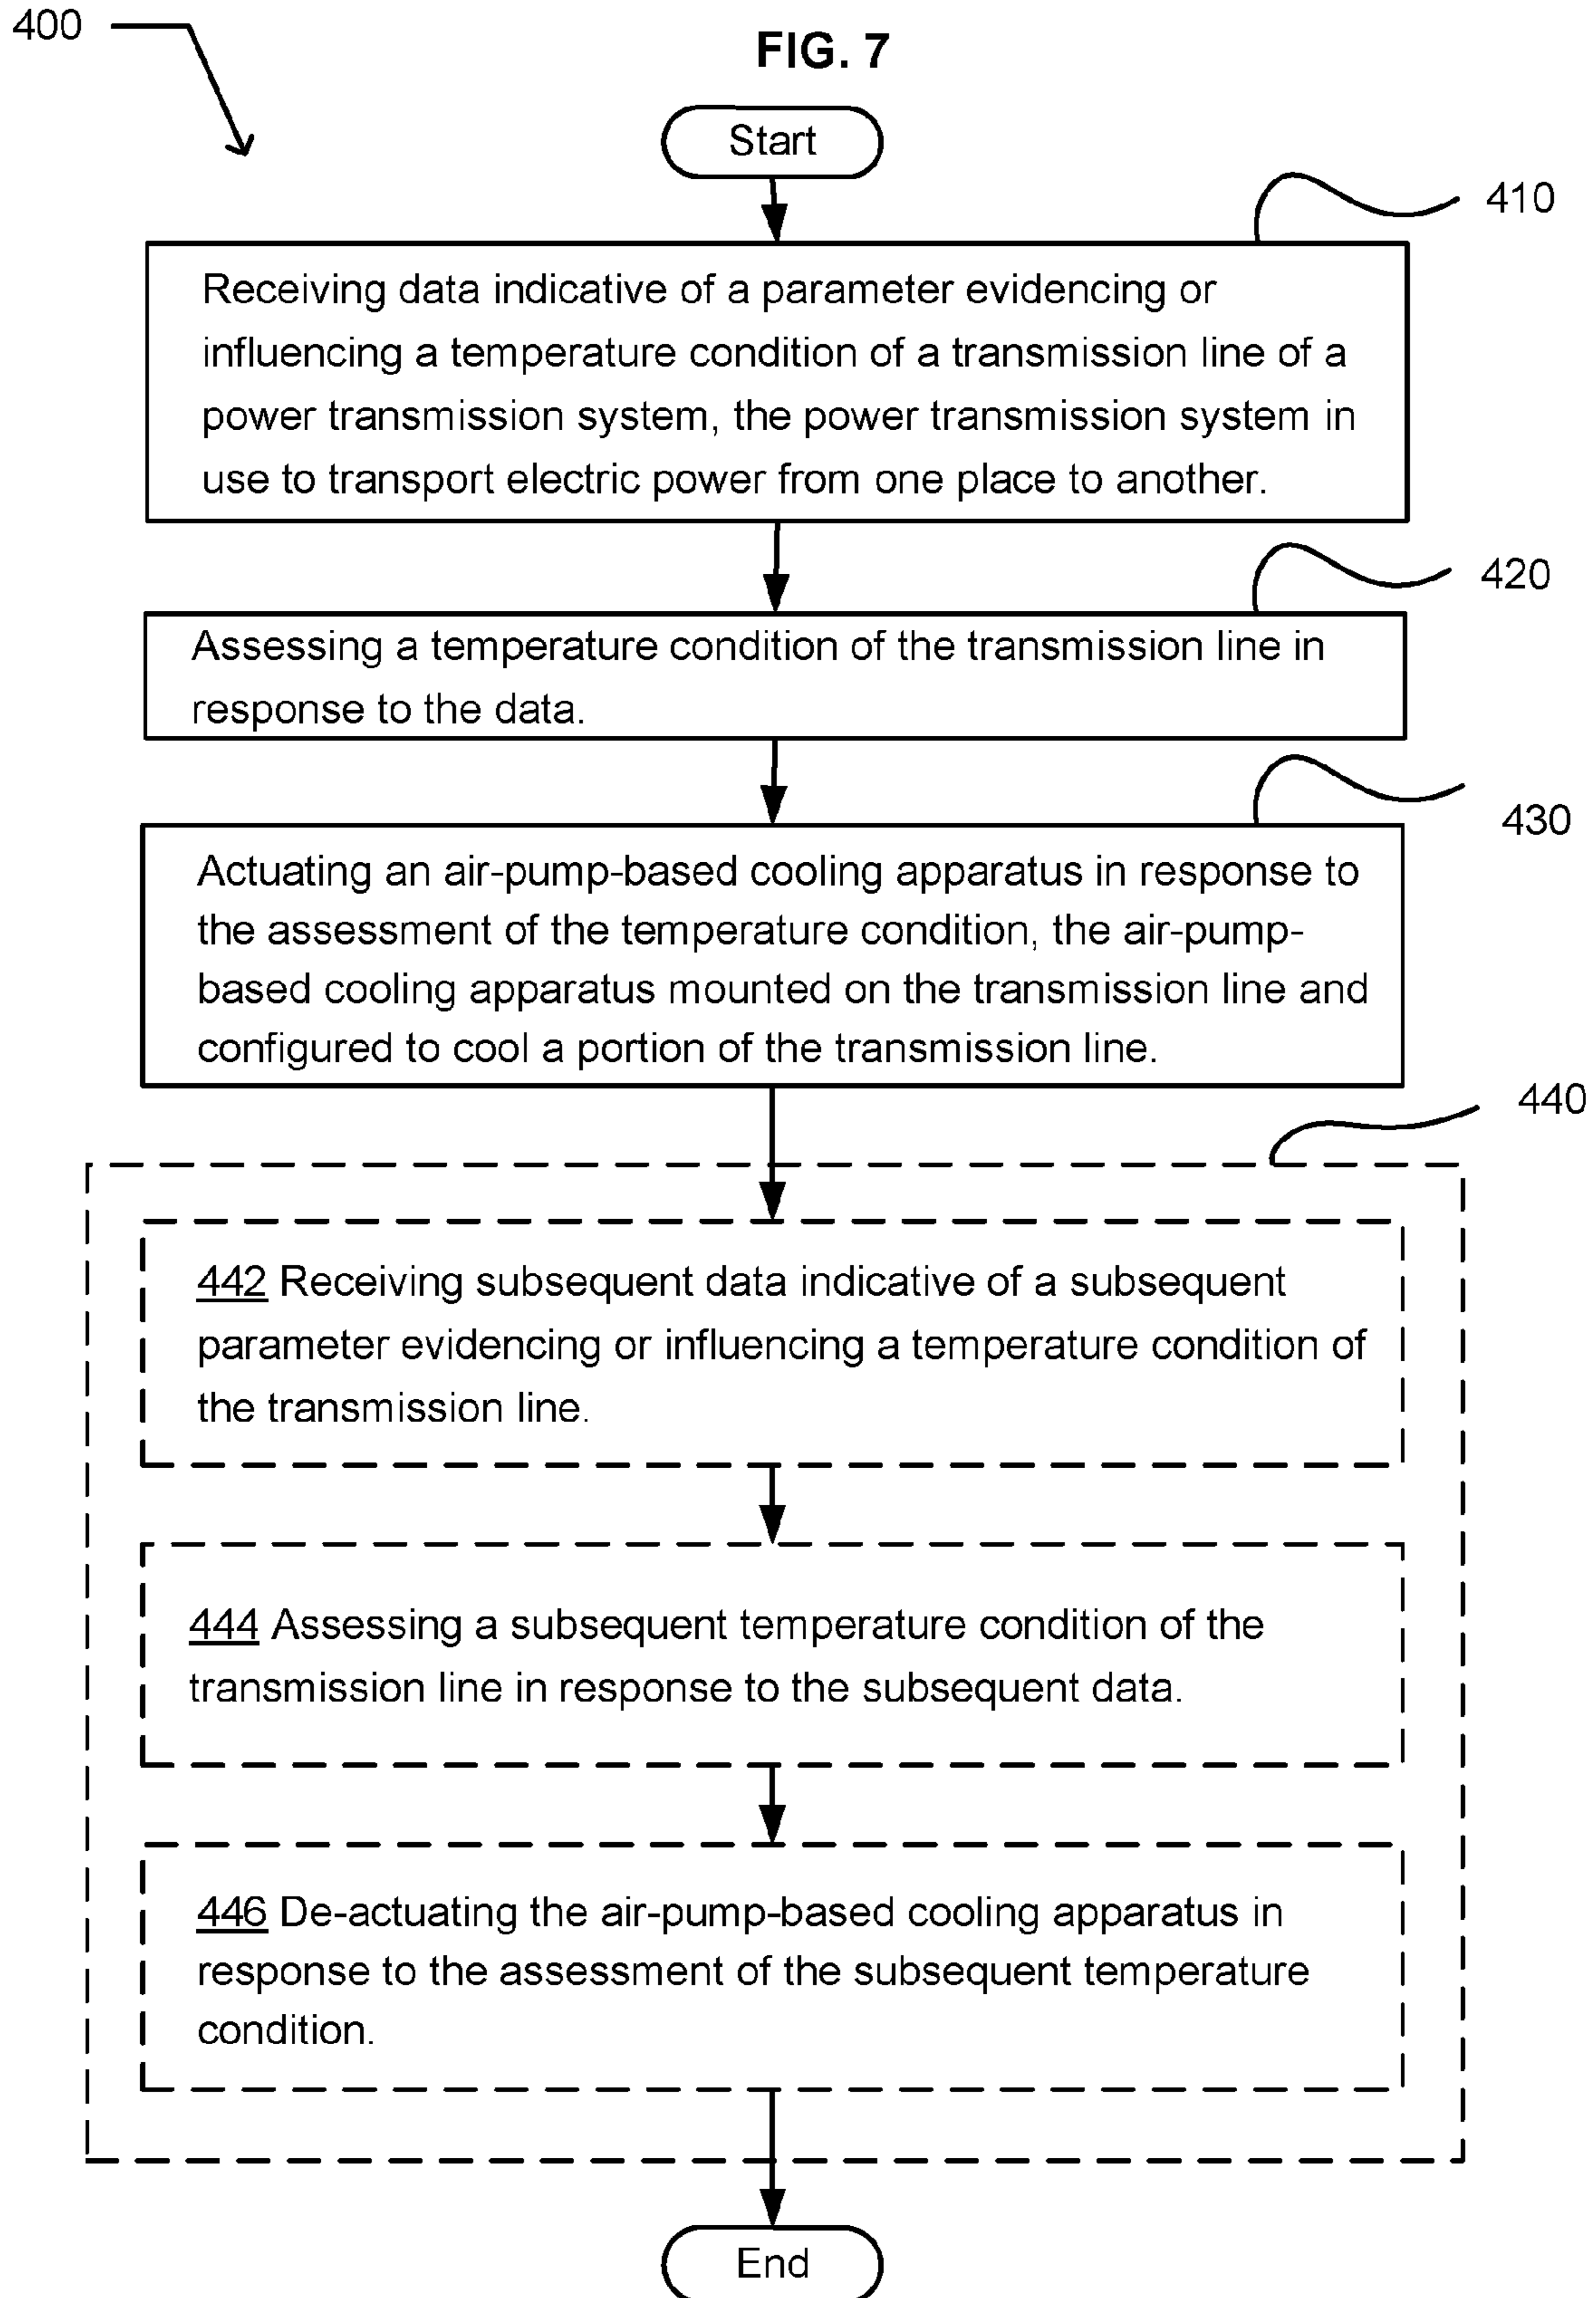 400
FIG. 7
Start
410
Receiving data indicative of a parameter evidencing or
influencing a temperature condition of a transmission line of a
power transmission system, the power transmission system in
use to transport electric power from one place to another.
420
Assessing a temperature condition of the transmission line in
response to the data.
430
Actuating an air-pump-based cooling apparatus in response to
the assessment of the temperature condition, the air-pump-
based cooling apparatus mounted on the transmission line and
configured to cool a portion of the transmission line.
440
442 Receiving subsequent data indicative of a subsequent
parameter evidencing or influencing a temperature condition of
the transmission line.
444 Assessing a subsequent temperature condition of the
transmission line in response to the subsequent data.
446 De-actuating the air-pump-based cooling apparatus in
response to the assessment of the subsequent temperature
condition.
End